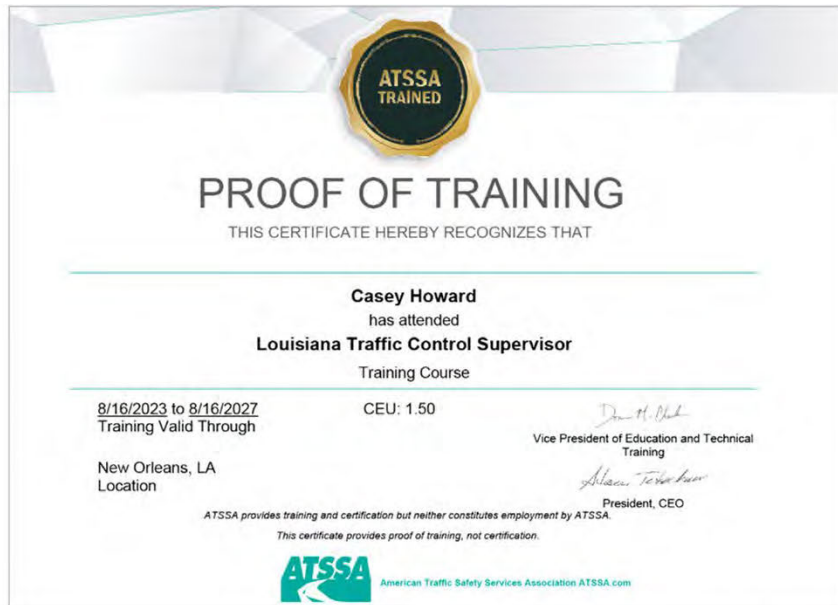 ATSSA
TRAINED
PROOF OF TRAINING
THIS CERTIFICATE HEREBY RECOGNIZES THAT
Casey Howard
has attended
Louisiana Traffic Control Supervisor
Training Course
8/16/2023 to 8/16/2027
Training Valid Through
CEU: 1.50
Vice President of Education and Technical
Training
New Orleans, LA
Location
President, CEO
ATSSA provides training and certification but neither constitutes employment by ATSSA.
This certificate provides proof of training, not certification.
ATSSA
American Traffic Safety Services Association ATSSA.com